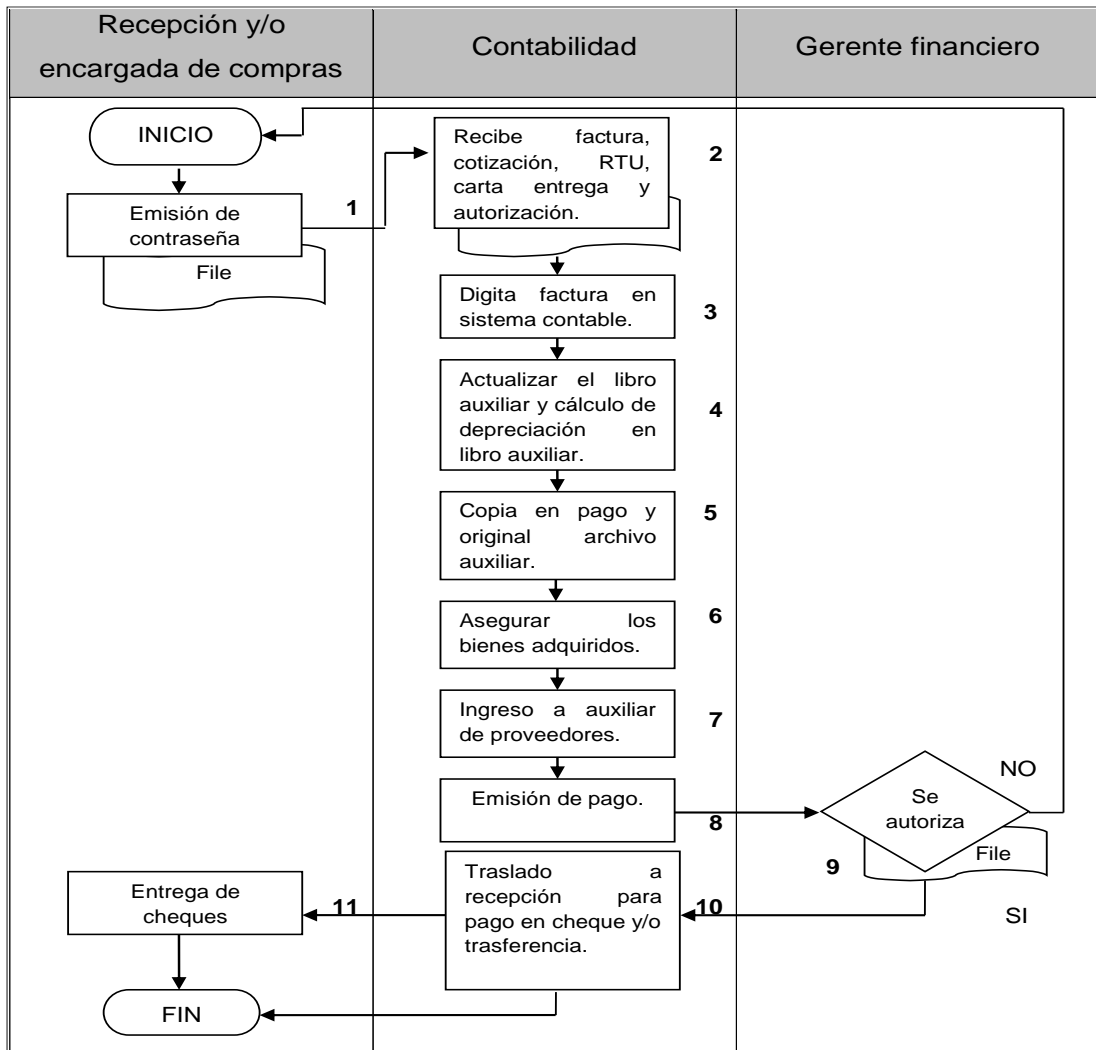 Recepción y/o
encargada de compras
Contabilidad
Gerente financiero
INICIO
Emisión de
contraseña
File
1
Recibe factura,
cotización, RTU,
carta entrega y
autorización.
2
Digita factura en
sistema contable.
3
Actualizar el libro
auxiliar y cálculo de
depreciación en
libro auxiliar.
4
Copia en pago y
original archivo
auxiliar.
5
Asegurar los
bienes adquiridos.
6
Ingreso a auxiliar
de proveedores.
7
Emisión de pago.
8
Se
autoriza
NO
File
9
SI
10
Traslado a
recepción para
pago en cheque y/o
trasferencia.
11
Entrega de
cheques
FIN